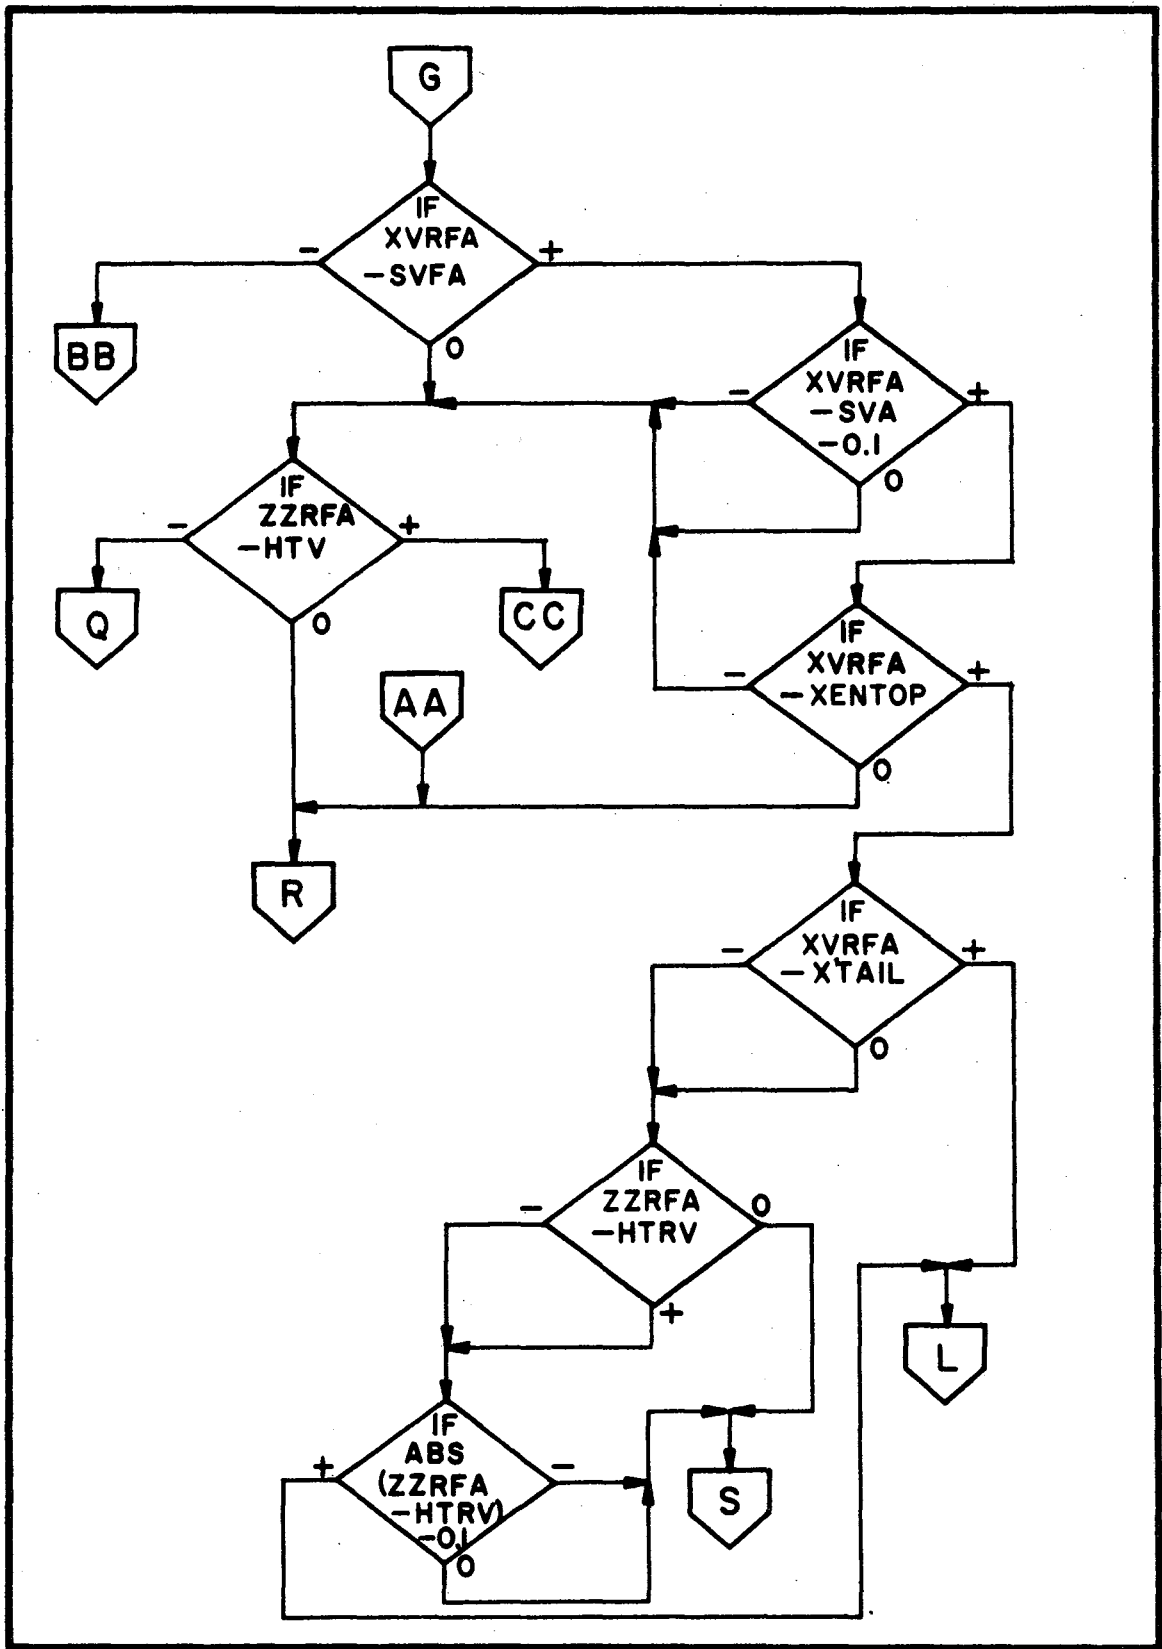 G
IF
XVRFA
-SVFA
-
+
0
BB
IF
XVRFA
-SVA
-0.1
-
+
0
IF
ZZRFA
-HTV
-
+
0
Q
CC
IF
XVRFA
-XENTOP
-
+
0
AA
R
IF
XVRFA
-XTAIL
-
+
0
IF
ZZRFA
-HTRV
-
0
+
L
IF
ABS
(ZZRFA
-HTRV)
-0.1
+
-
0
S